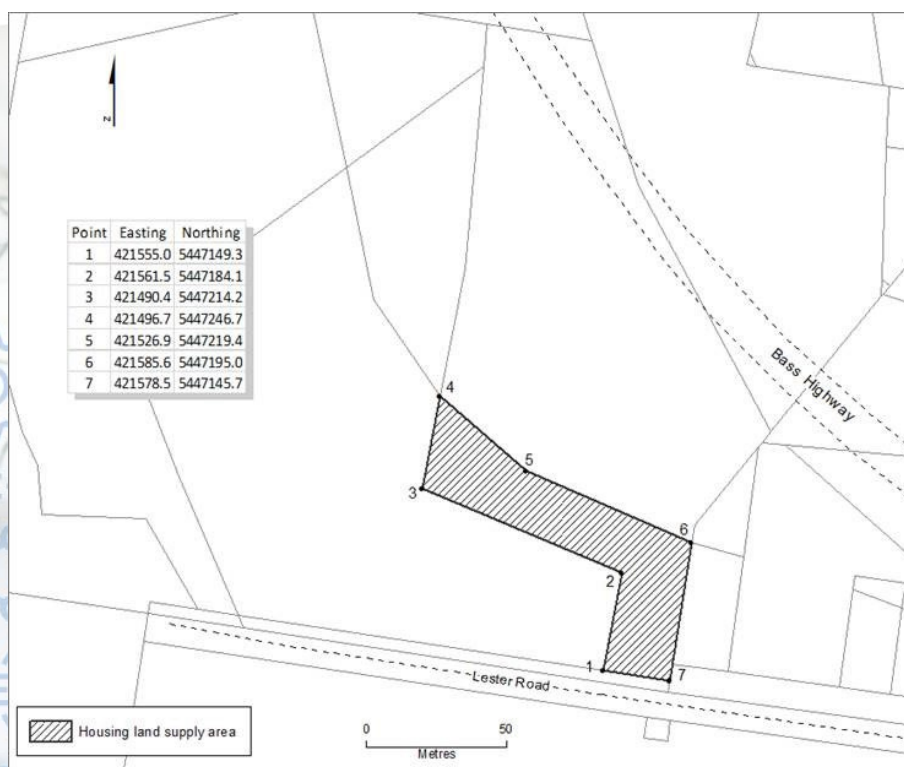 N
Point Easting Northing
1 421555.0 5447149.3
2 421561.5 5447184.1
3 421490.4 5447214.2
4 421496.7 5447246.7
5 421526.9 5447219.4
6 421585.6 5447195.0
7 421578.5 5447145.7
Bass Highway
4
5
3
6
2
1
7
Lester Road
Housing land supply area
0 50
Metres